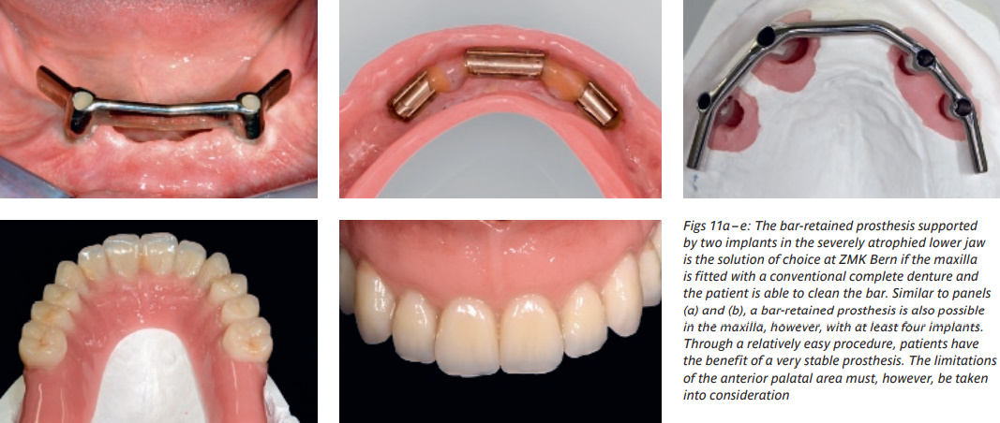 Figs 11a–e: The bar-retained prosthesis supported
by two implants in the severely atrophied lower jaw
is the solution of choice at ZMK Bern if the maxilla
is fitted with a conventional complete denture and
the patient is able to clean the bar. Similar to panels
(a) and (b), a bar-retained prosthesis is also possible
in the maxilla, however, with at least four implants.
Through a relatively easy procedure, patients have
the benefit of a very stable prosthesis. The limitations
of the anterior palatal area must, however, be taken
into consideration